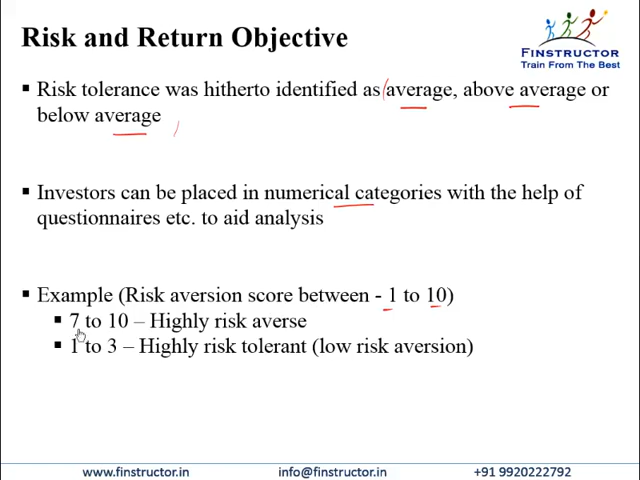 Risk and Return Objective
FINSTRUCTOR
TRAIN FROM THE BEST
▪ Risk tolerance was hitherto identified as average, above average or
below average
▪ Investors can be placed in numerical categories with the help of
questionnaires etc. to aid analysis
▪ Example (Risk aversion score between - 1 to 10)
▪ 7 to 10 – Highly risk averse
▪ 1 to 3 – Highly risk tolerant (low risk aversion)
www.finstructor.in info@finstructor.in +91 9920222792